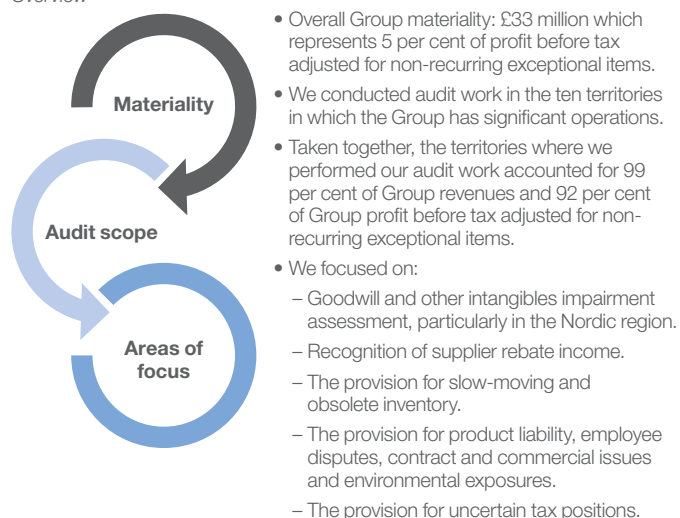 Overview
Materiality
Audit scope
Areas of
focus
• Overall Group materiality: £33 million which
represents 5 per cent of profit before tax
adjusted for non-recurring exceptional items.
• We conducted audit work in the ten territories
in which the Group has significant operations.
• Taken together, the territories where we
performed our audit work accounted for 99
per cent of Group revenues and 92 per cent
of Group profit before tax adjusted for non-
recurring exceptional items.
• We focused on:
– Goodwill and other intangibles impairment
assessment, particularly in the Nordic region.
– Recognition of supplier rebate income.
– The provision for slow-moving and
obsolete inventory.
– The provision for product liability, employee
disputes, contract and commercial issues
and environmental exposures.
– The provision for uncertain tax positions.